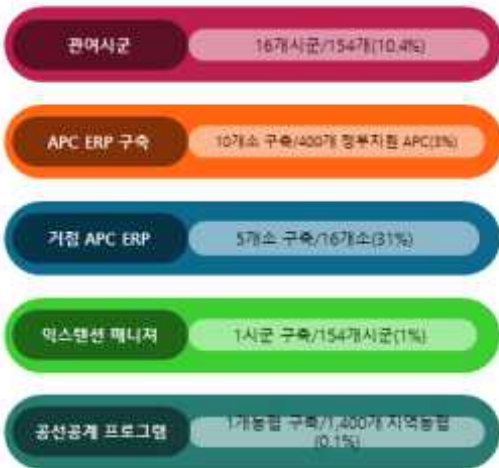 관여시군
16개시군/154개(10.4%)
APC ERP 구축
10개소 구축/400개 정부지원 APC(3%)
거점 APC ERP
5개소 구축/16개소(31%)
익스텐션 매니져
1시군 구축/154개시군(1%)
공선공계 프로그램
1개농협 구축/1,400개 지역농협
(0.1%)